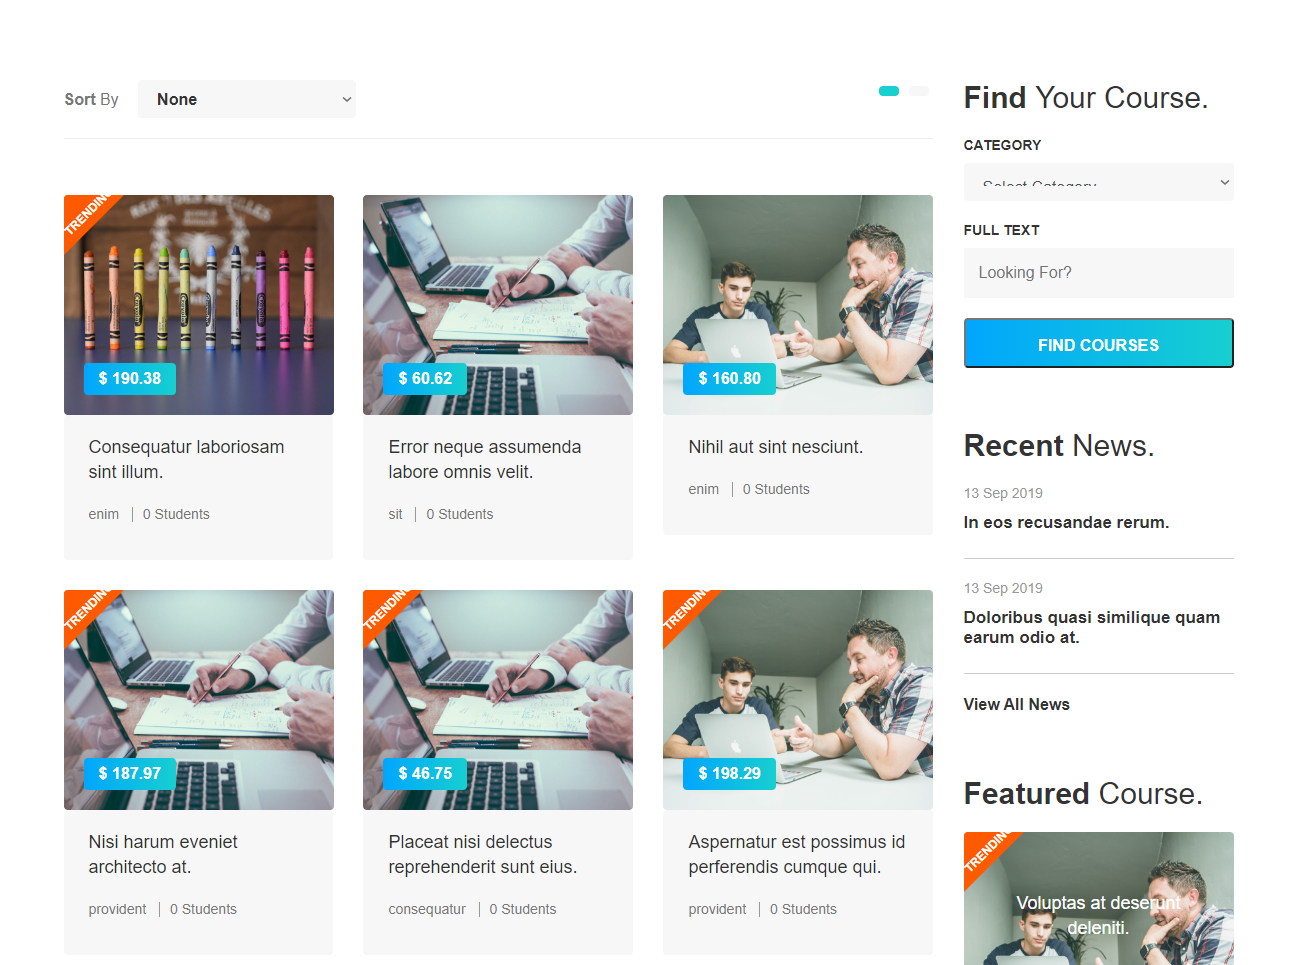 Sort By
None
TRENDING
$ 190.38
Consequatur laboriosam
sint illum.
enim
0 Students
$ 60.62
Error neque assumenda
labore omnis velit.
sit
0 Students
$ 160.80
Nihil aut sint nesciunt.
enim
0 Students
TRENDING
$ 187.97
Nisi harum eveniet
architecto at.
provident
0 Students
TRENDING
$ 46.75
Placeat nisi delectus
reprehenderit sunt eius.
consequatur
0 Students
TRENDING
$ 198.29
Aspernatur est possimus id
perferendis cumque qui.
provident
0 Students
Find Your Course.
CATEGORY
Select Category
FULL TEXT
Looking For?
FIND COURSES
Recent News.
13 Sep 2019
In eos recusandae rerum.
13 Sep 2019
Doloribus quasi similique quam
earum odio at.
View All News
Featured Course.
TRENDING
Voluptas at deserunt
deleniti.